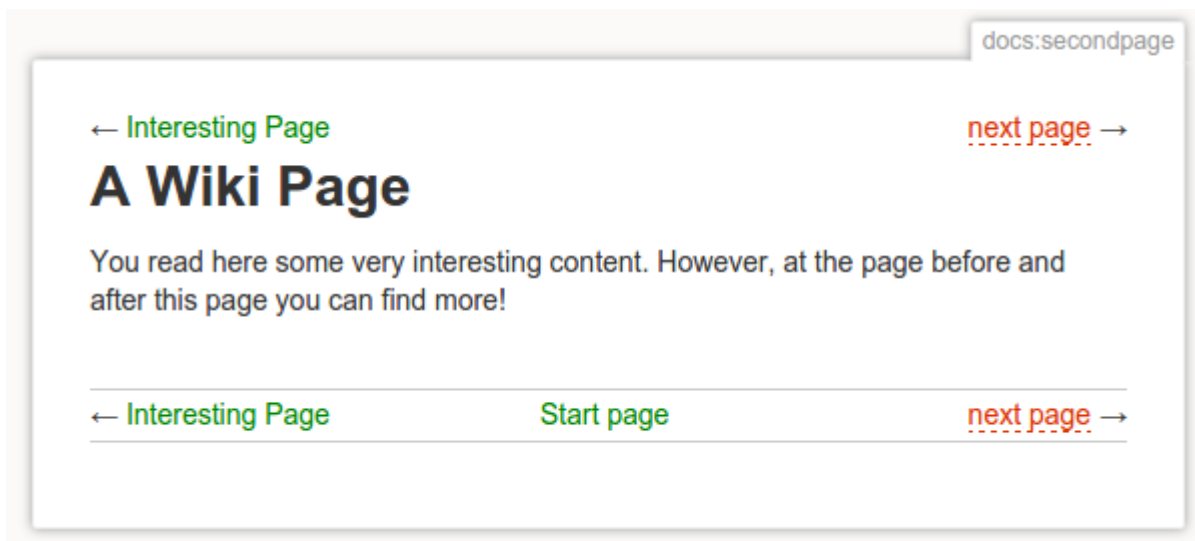 docs:secondpage
← Interesting Page next page →
A Wiki Page
You read here some very interesting content. However, at the page before and
after this page you can find more!
← Interesting Page Start page next page →